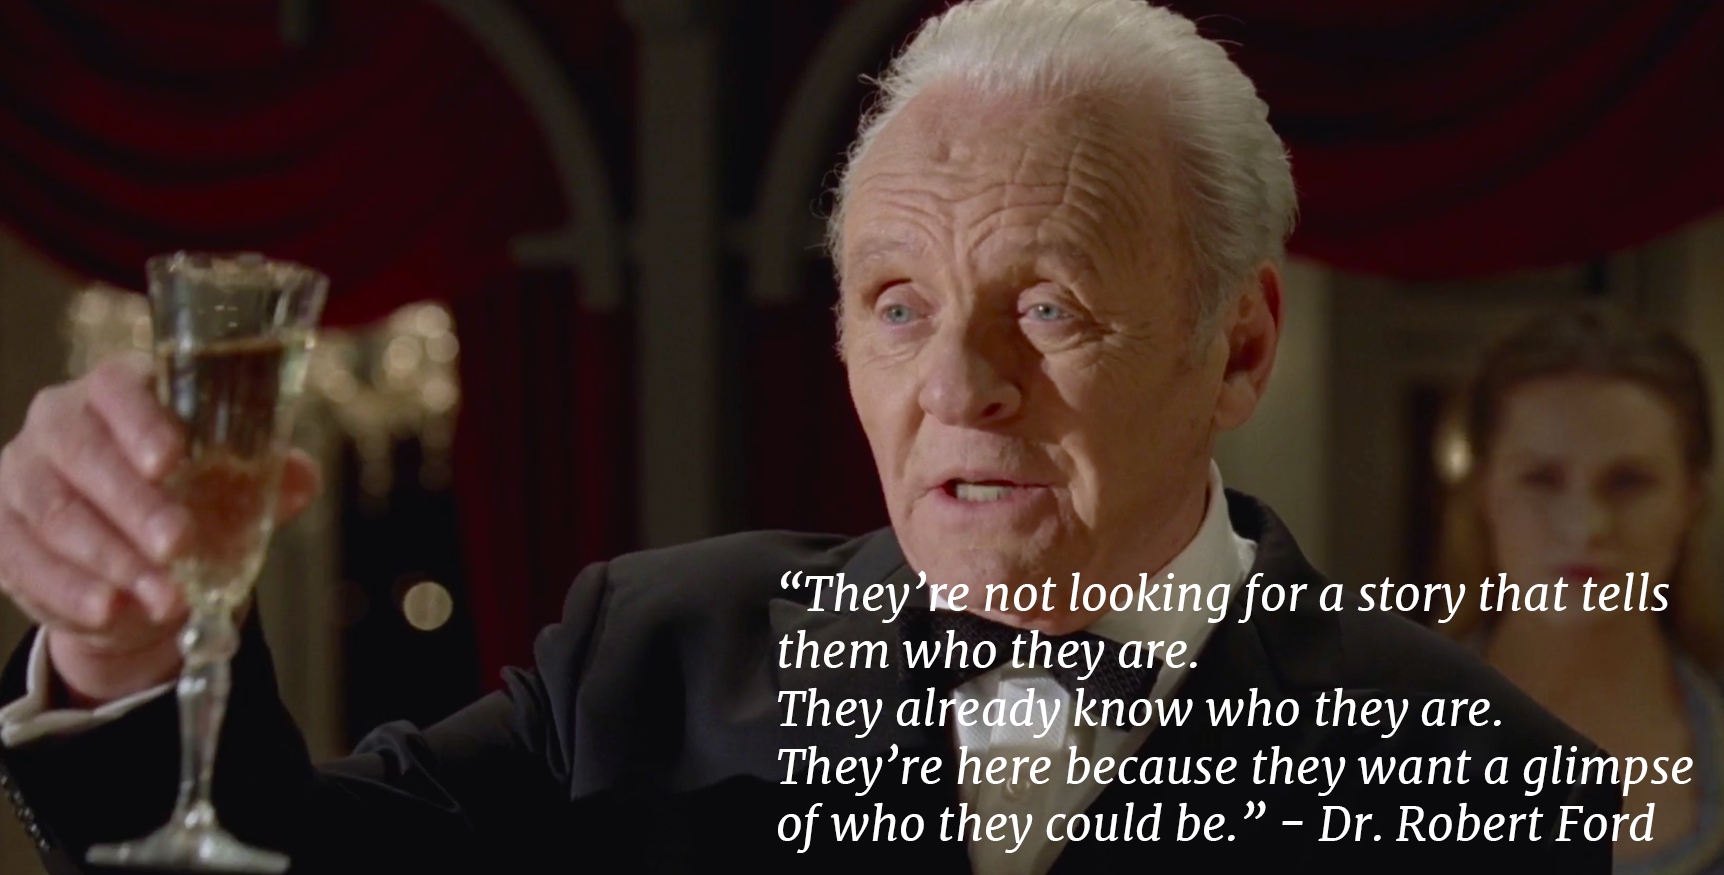 “They’re not looking for a story that tells
them who they are.
They already know who they are.
They’re here because they want a glimpse
of who they could be.” – Dr. Robert Ford